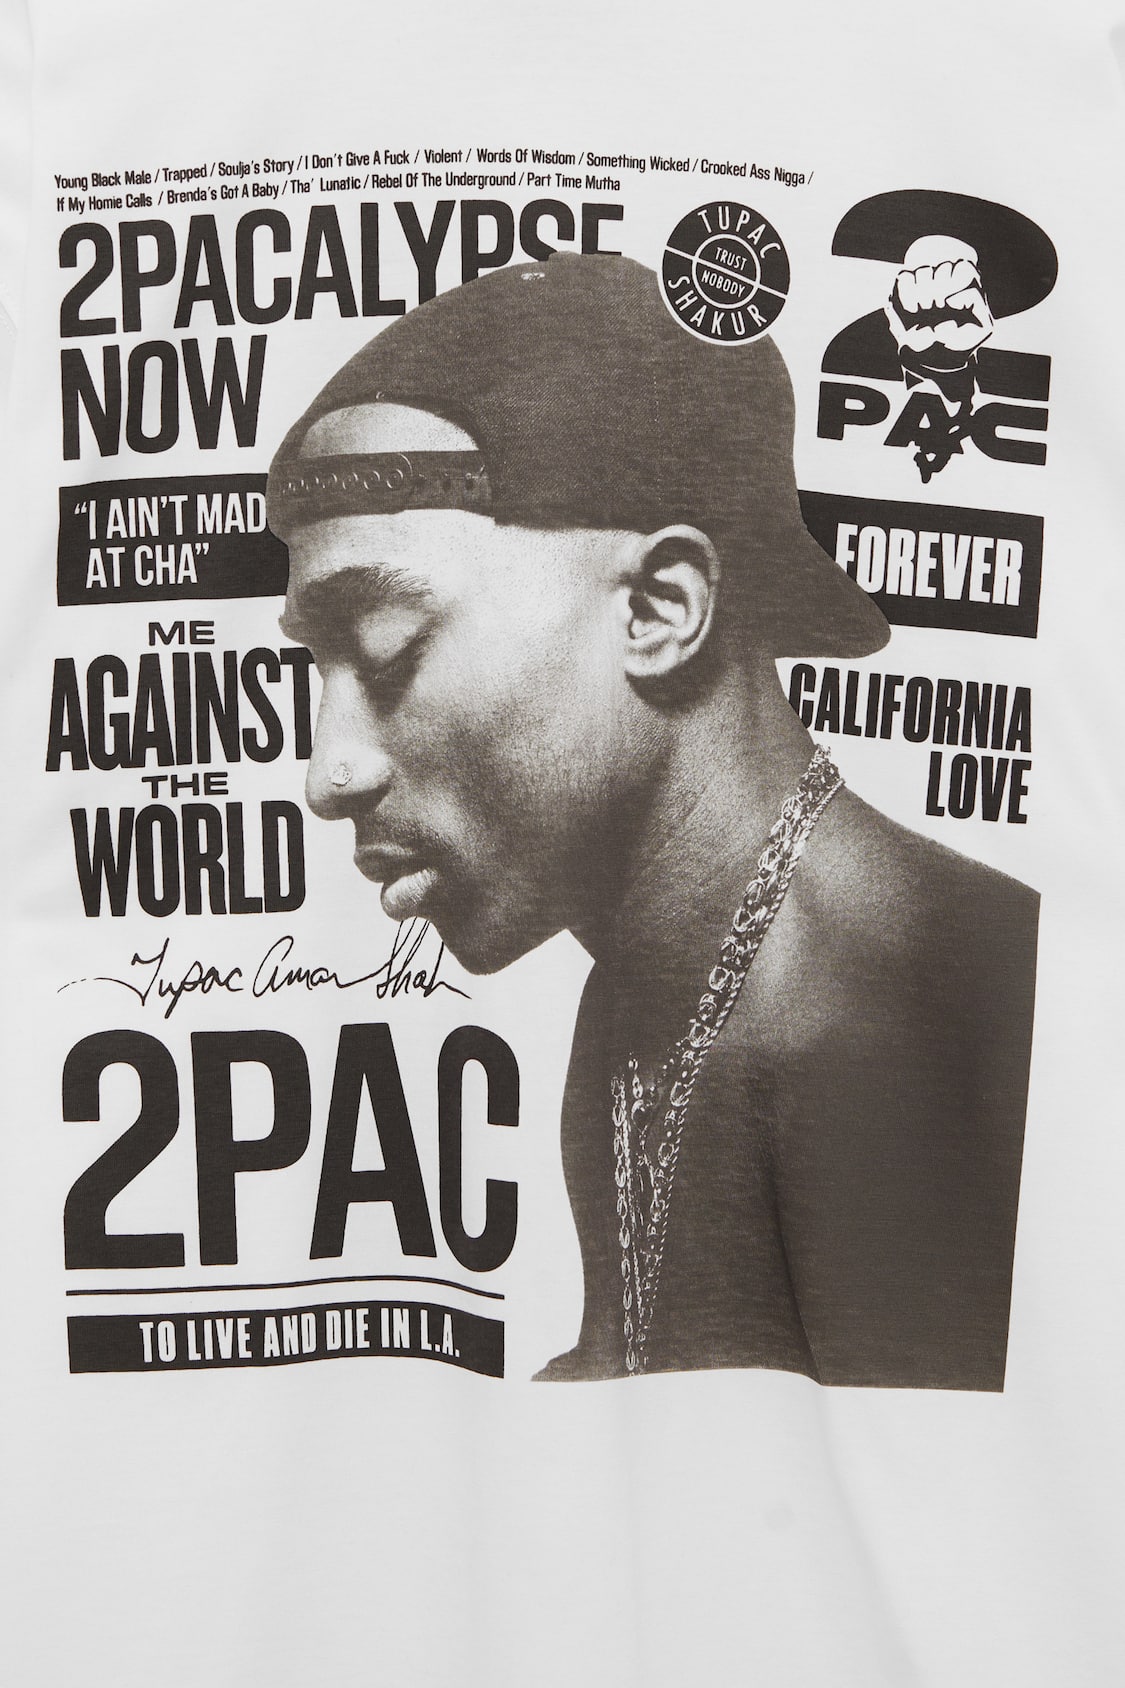 Young Black Male / Trapped / Soulja's Story / I Don't Give A Fuck / Violent / Words Of Wisdom / Something Wicked / Crooked Ass Nigga /
If My Homie Calls / Brenda's Got A Baby / Tha' Lunatic / Rebel Of The Underground / Part Time Mutha
2PACALYPSE
NOW
TUPAC
TRUST
NOBODY
SHAKUR
2
PAC
"I AIN'T MAD
AT CHA"
FOREVER
ME
AGAINST
THE
WORLD
CALIFORNIA
LOVE
Tupac Amar Shak
2PAC
TO LIVE AND DIE IN L.A.